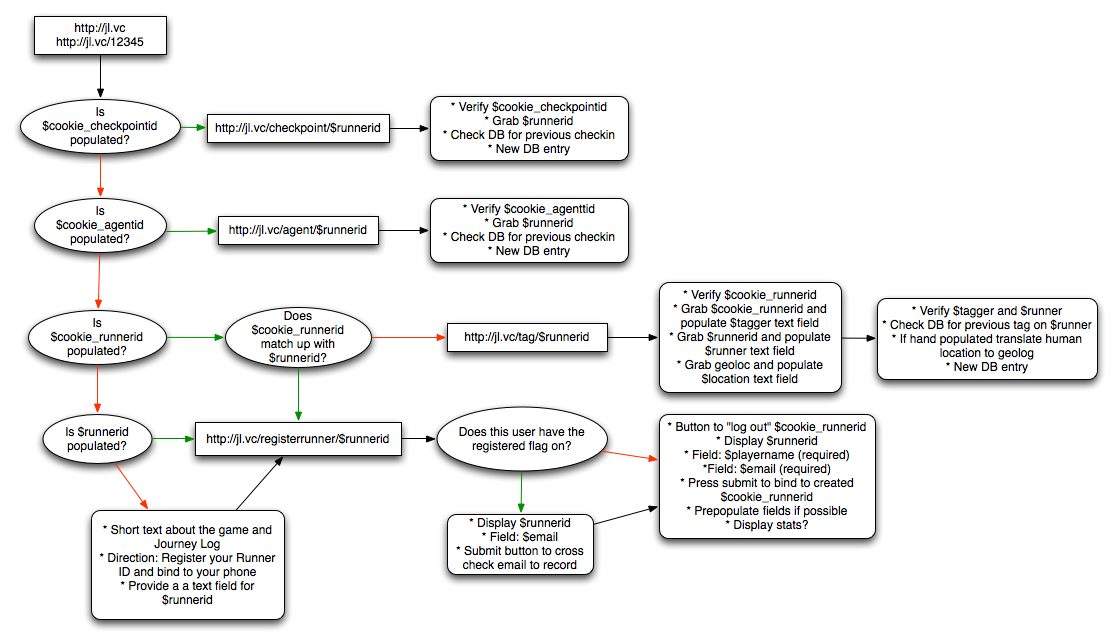 http://jl.vc
http://jl.vc/12345
Is
$cookie_checkpointid
populated?
http://jl.vc/checkpoint/$runnerid
* Verify $cookie_checkpointid
* Grab $runnerid
* Check DB for previous checkin
* New DB entry
Is
$cookie_agentid
populated?
http://jl.vc/agent/$runnerid
* Verify $cookie_agenttid
* Grab $runnerid
* Check DB for previous checkin
* New DB entry
Is
$cookie_runnerid
populated?
Does
$cookie_runnerid
match up with
$runnerid?
http://jl.vc/tag/$runnerid
* Verify $cookie_runnerid
* Grab $cookie_runnerid and
populate $tagger text field
* Grab $runnerid and populate
$runner text field
* Grab geoloc and populate
$location text field
* Verify $tagger and $runner
* Check DB for previous tag on $runner
* If hand populated translate human
location to geolog
* New DB entry
Is $runnerid
populated?
http://jl.vc/registerrunner/$runnerid
Does this user have the
registered flag on?
* Button to "log out" $cookie_runnerid
* Display $runnerid
* Field: $playername (required)
*Field: $email (required)
* Press submit to bind to created
$cookie_runnerid
* Prepopulate fields if possible
* Display stats?
* Short text about the game and
Journey Log
* Direction: Register your Runner
ID and bind to your phone
* Provide a a text field for
$runnerid
* Display $runnerid
* Field: $email
* Submit button to cross
check email to record